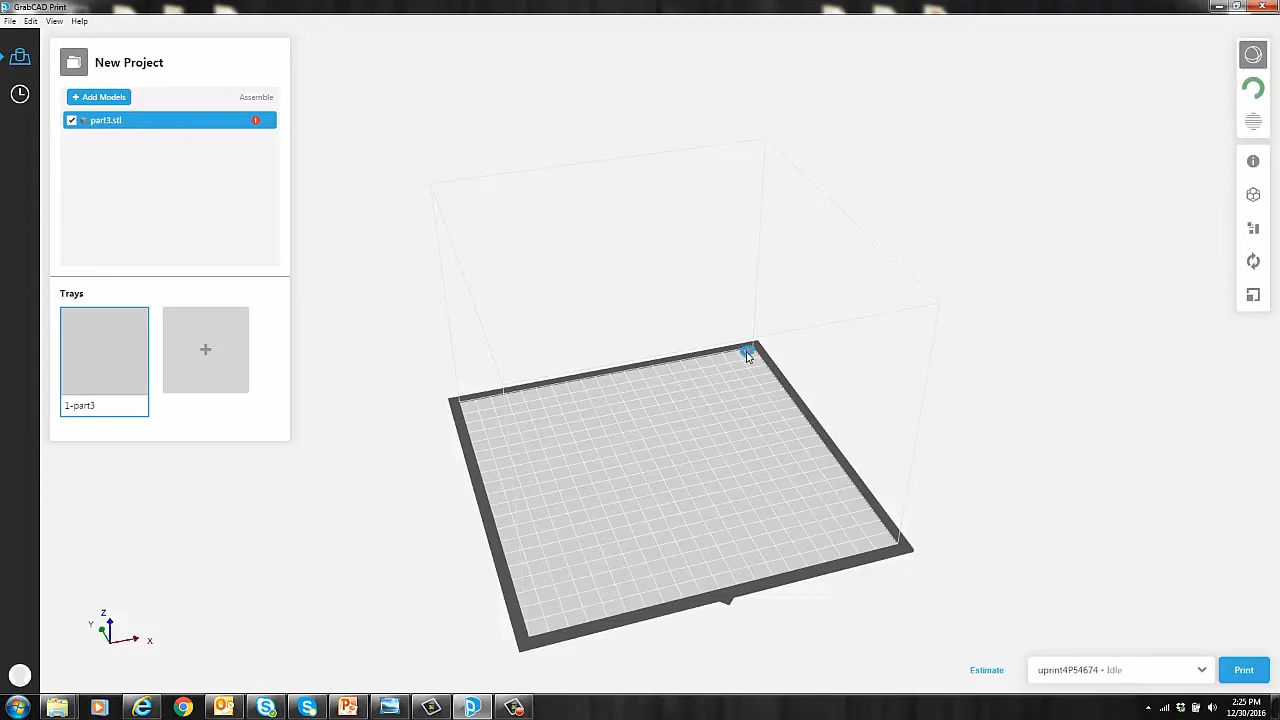 GrabCAD Print
File Edit View Help
New Project
+ Add Models
Assemble
part3.stl
Trays
1-part3
Z
Y
X
Estimate
uprint4P54674 • Idle
Print
2:25 PM
12/30/2016